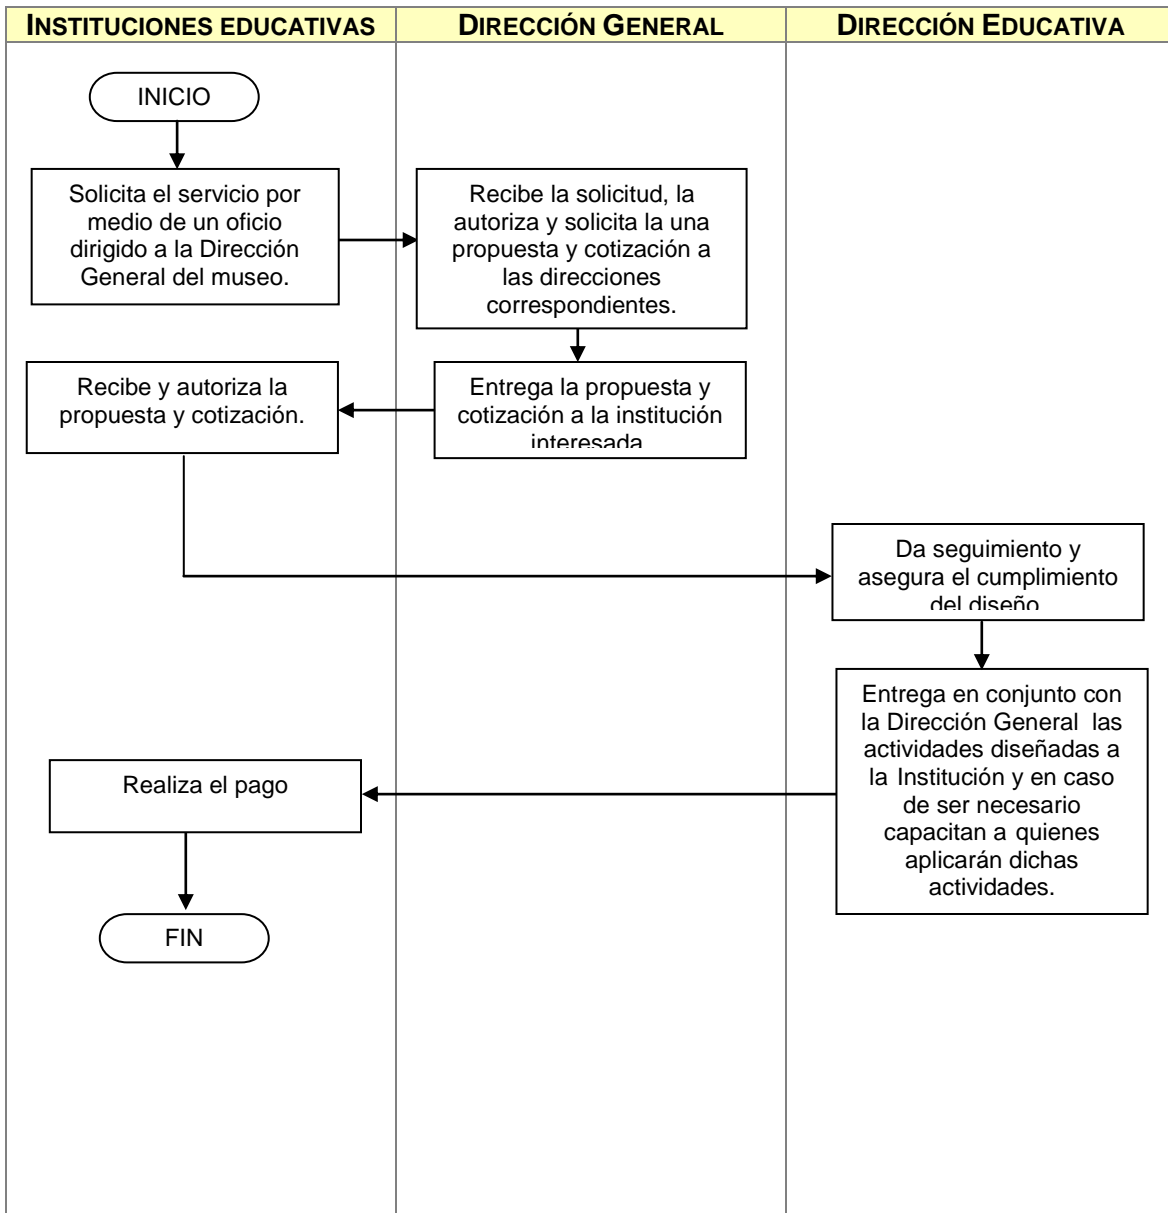 INSTITUCIONES EDUCATIVAS
DIRECCIÓN GENERAL
DIRECCIÓN EDUCATIVA
INICIO
Solicita el servicio por
medio de un oficio
dirigido a la Dirección
General del museo.
Recibe la solicitud, la
autoriza y solicita la una
propuesta y cotización a
las direcciones
correspondientes.
Recibe y autoriza la
propuesta y cotización.
Entrega la propuesta y
cotización a la institución
interesada
Da seguimiento y
asegura el cumplimiento
del diseño
Entrega en conjunto con
la Dirección General las
actividades diseñadas a
la Institución y en caso
de ser necesario
capacitan a quienes
aplicarán dichas
actividades.
Realiza el pago
FIN